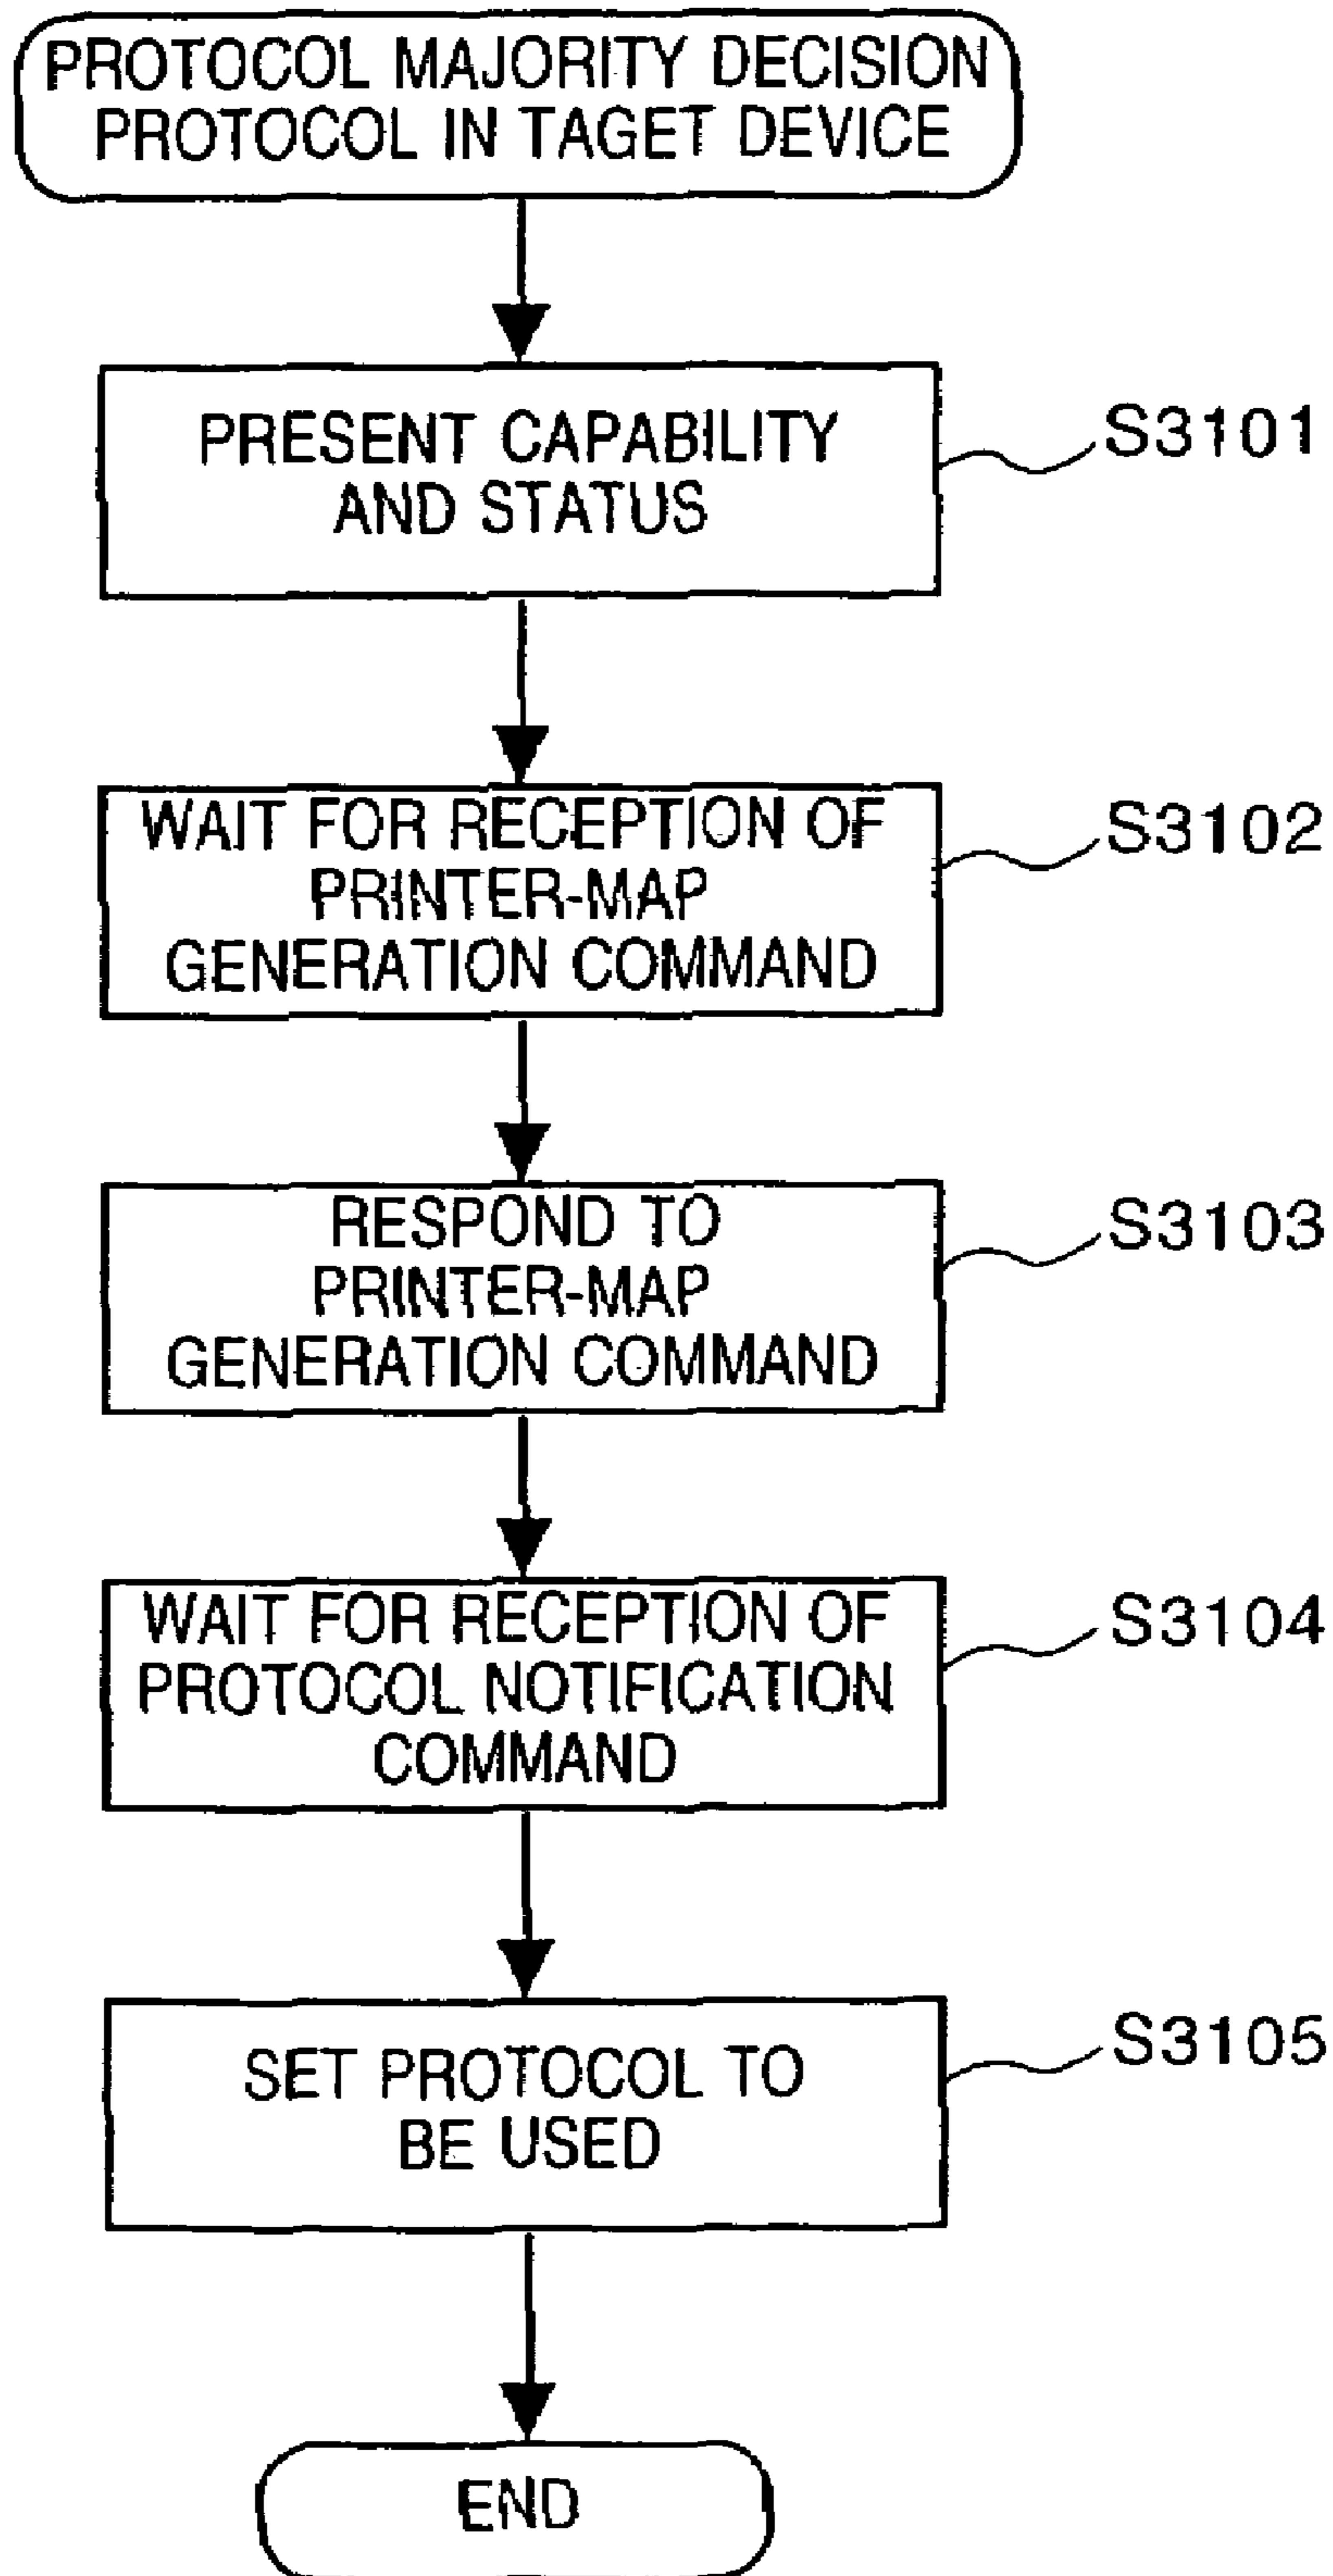 PROTOCOL MAJORITY DECISION
PROTOCOL IN TAGET DEVICE
PRESENT CAPABILITY
AND STATUS
S3101
WAIT FOR RECEPTION OF
PRINTER-MAP
GENERATION COMMAND
S3102
RESPOND TO
PRINTER-MAP
GENERATION COMMAND
S3103
WAIT FOR RECEPTION OF
PROTOCOL NOTIFICATION
COMMAND
S3104
SET PROTOCOL TO
BE USED
S3105
END